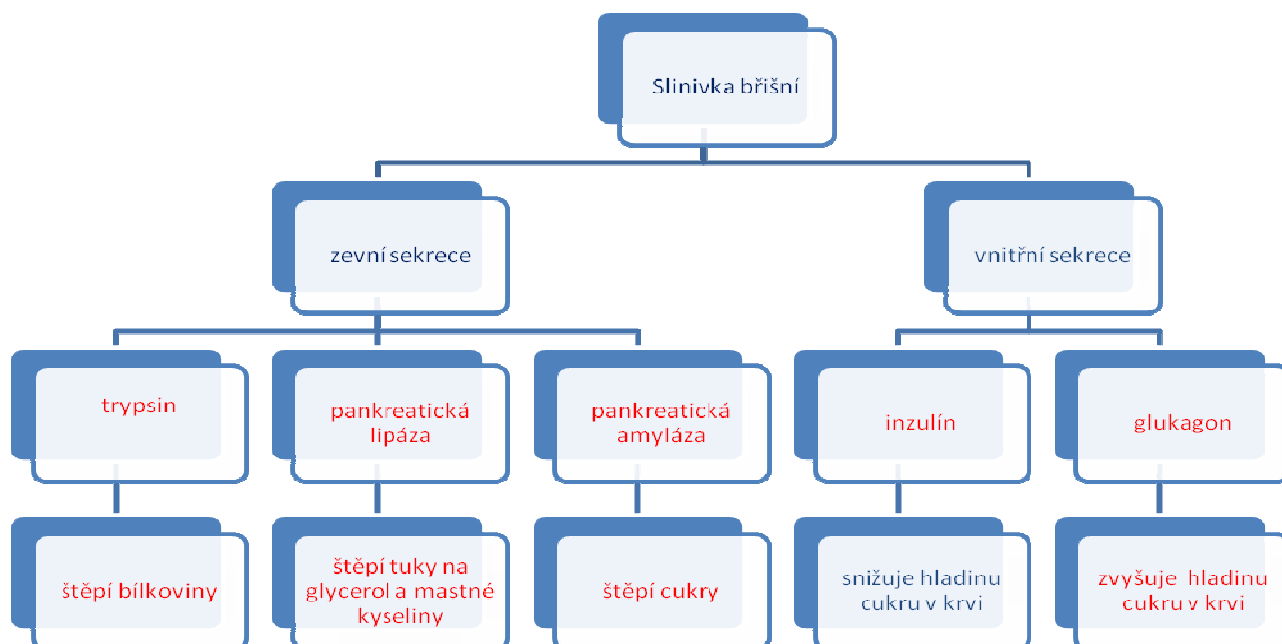 Slinivka břišní
zevní sekrece
vnitřní sekrece
trypsin
pankreatická
lipáza
pankreatická
amyláza
inzulín
glukagon
štěpí bílkoviny
štěpí tuky na
glycerol a mastné
kyseliny
štěpí cukry
snižuje hladinu
cukru v krvi
zvyšuje hladinu
cukru v krvi